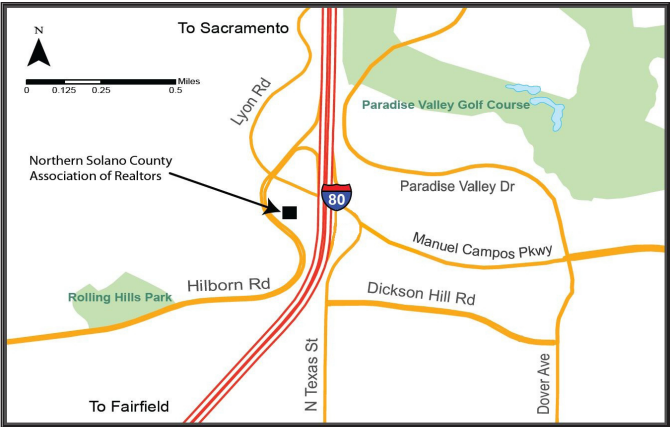 N
To Sacramento
Miles
0 0.125 0.25 0.5
Lyon Rd
Paradise Valley Golf Course
Northern Solano County
Association of Realtors
80
Paradise Valley Dr
Manuel Campos Pkwy
Hilborn Rd
Rolling Hills Park
Dickson Hill Rd
N Texas St
Dover Ave
To Fairfield